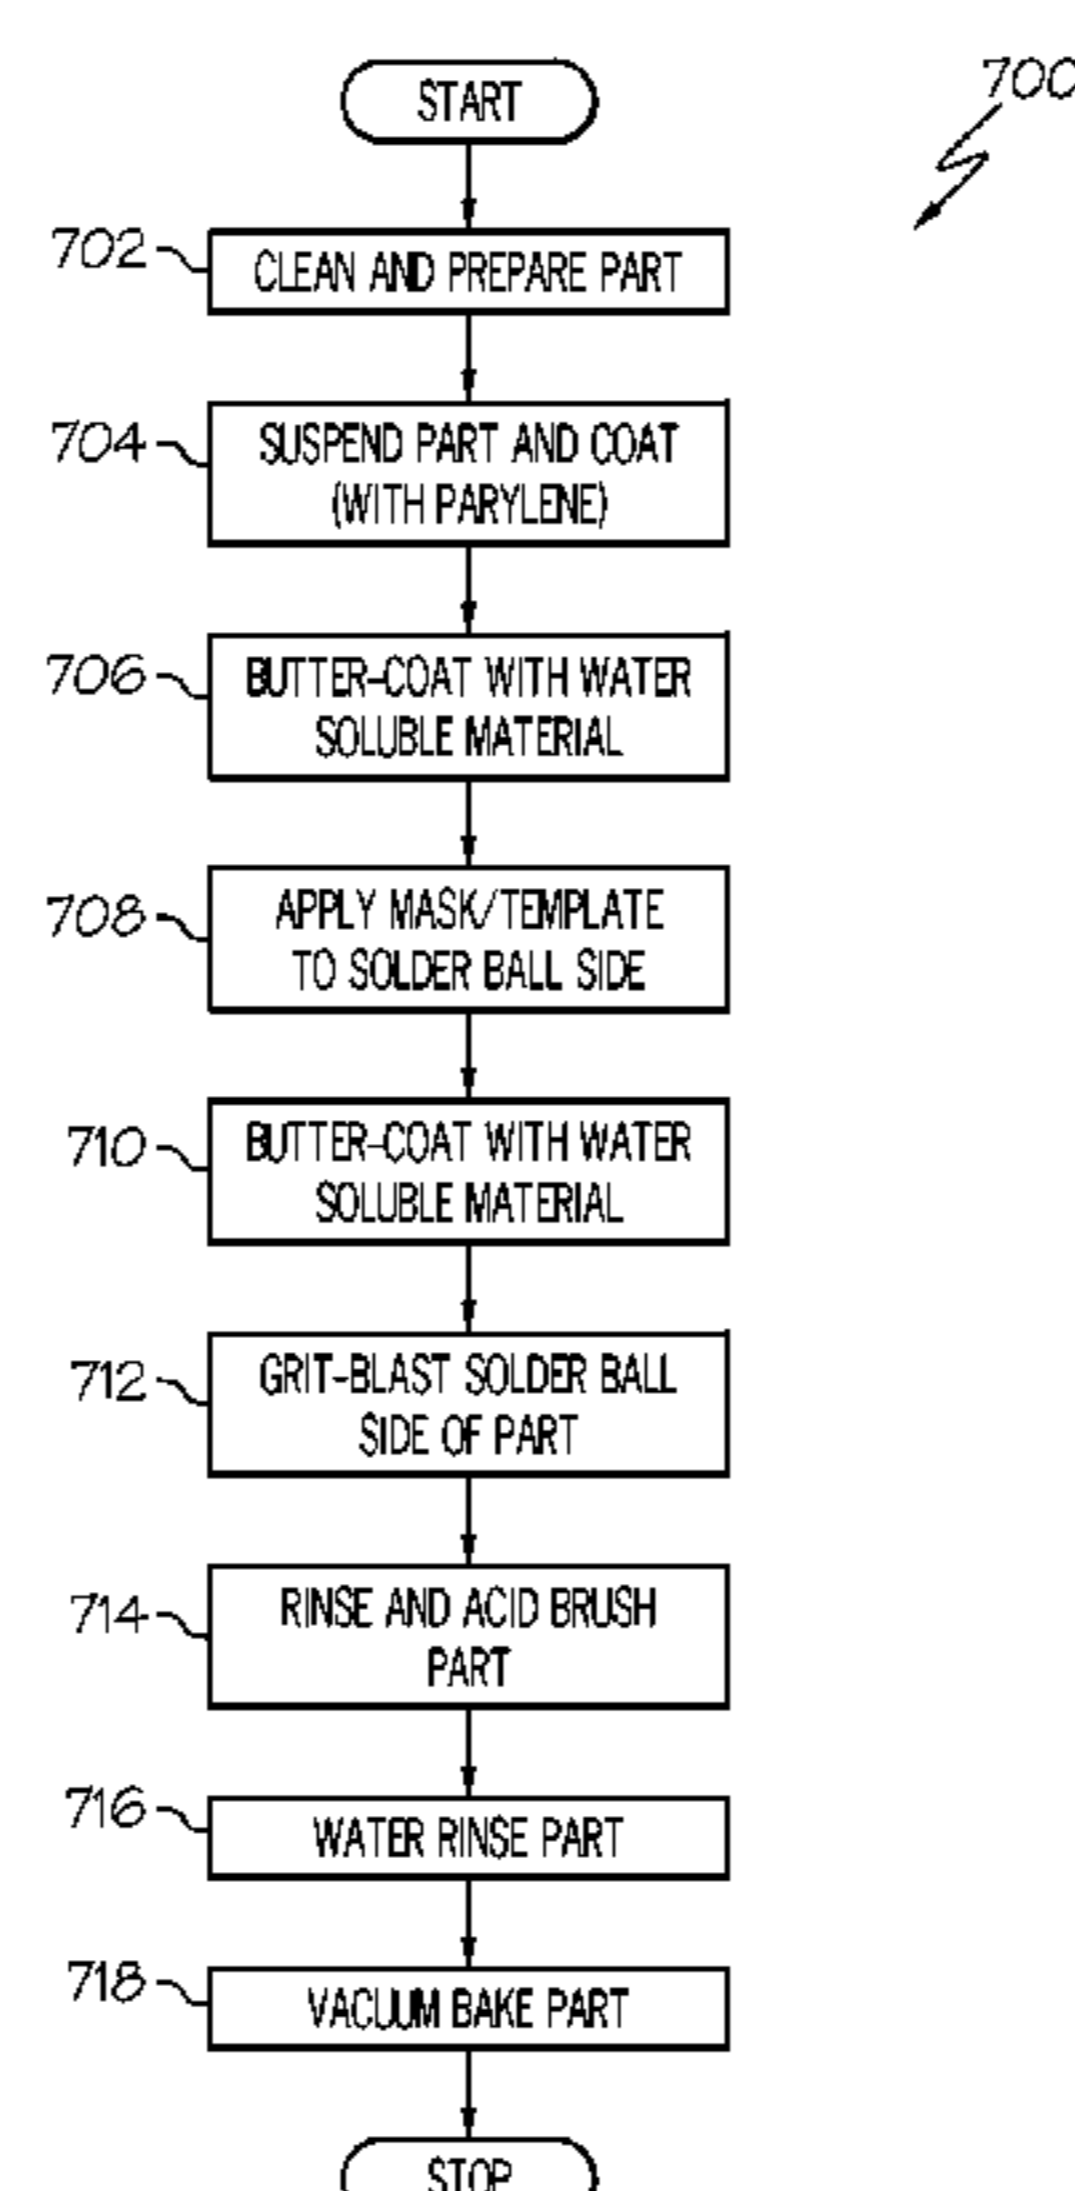 START
700
702
CLEAN AND PREPARE PART
704
SUSPEND PART AND COAT
(WITH PARYLENE)
706
BUTTER-COAT WITH WATER
SOLUBLE MATERIAL
708
APPLY MASK/TEMPLATE
TO SOLDER BALL SIDE
710
BUTTER-COAT WITH WATER
SOLUBLE MATERIAL
712
GRIT-BLAST SOLDER BALL
SIDE OF PART
714
RINSE AND ACID BRUSH
PART
716
WATER RINSE PART
718
VACUUM BAKE PART
STOP